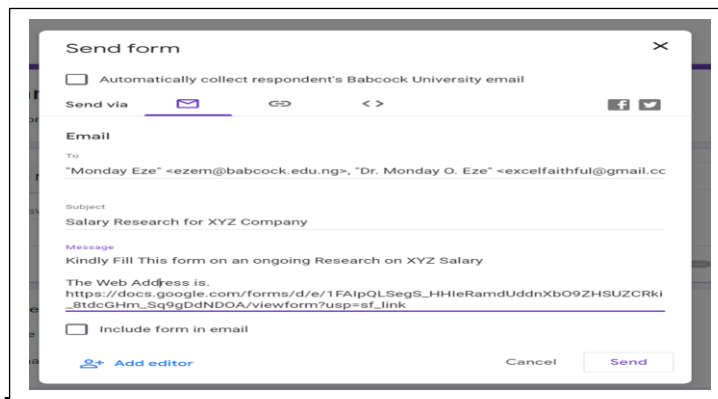 Send form
Automatically collect respondent's Babcock University email
Send via
Email
To
"Monday Eze" <ezem@babcock.edu.ng>, "Dr. Monday O. Eze" <excelfaithful@gmail.cc
Subject
Salary Research for XYZ Company
Message
Kindly Fill This form on an ongoing Research on XYZ Salary
The Web Address is.
https://docs.google.com/forms/d/e/1FAIpQLSegS_HHIeRamdUddnXbO9ZHSUZCRki
_8tdcGHm_Sq9gDdNDOA/viewform?usp=sf_link
Include form in email
Add editor
Cancel
Send